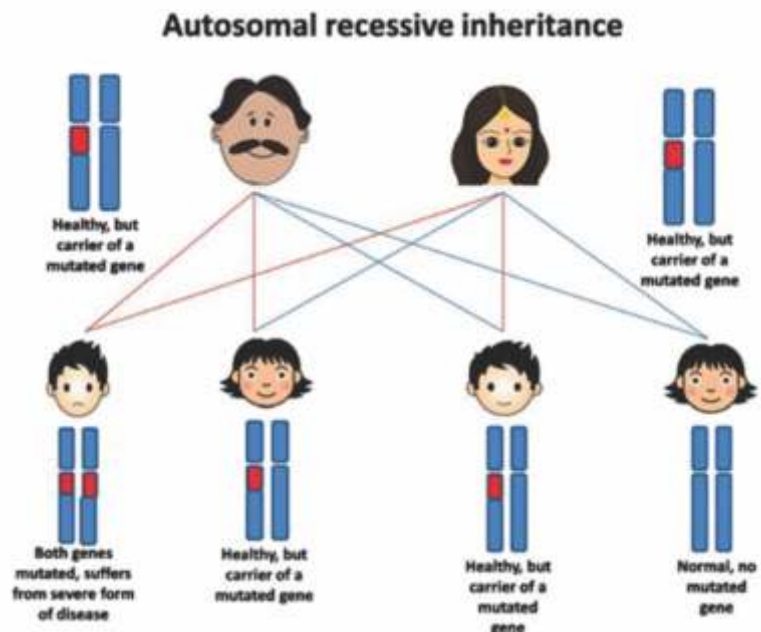 Autosomal recessive inheritance
Healthy, but
carrier of a
mutated gene
Healthy, but
carrier of a
mutated gene
Both genes
mutated, suffers
from severe form
of disease
Healthy, but
carrier of a
mutated gene
Healthy, but
carrier of a
mutated
gene
Normal, no
mutated
gene